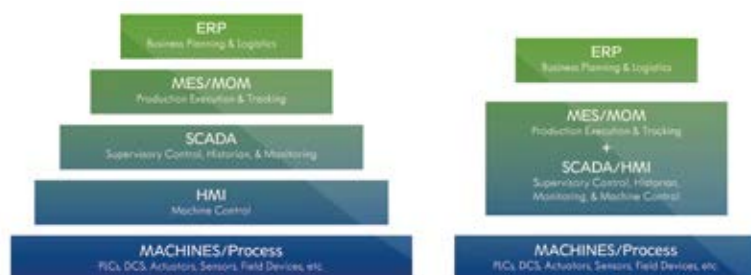 ERP
Business Planning & Logistics
MES/MOM
Production Execution & Tracking
SCADA
Supervisory Control, Historian, & Monitoring
HMI
Machine Control
MACHINES/Process
PLCs, DCS, Actuators, Sensors, Field Devices, etc
ERP
Business Planning & Logistics
MES/MOM
Production Execution & Tracking
+
SCADA/HMI
Supervisory Control, Historian,
Monitoring, & Machine Control
MACHINES/Process
PLCs, DCS, Actuators, Sensors, Field Devices, etc